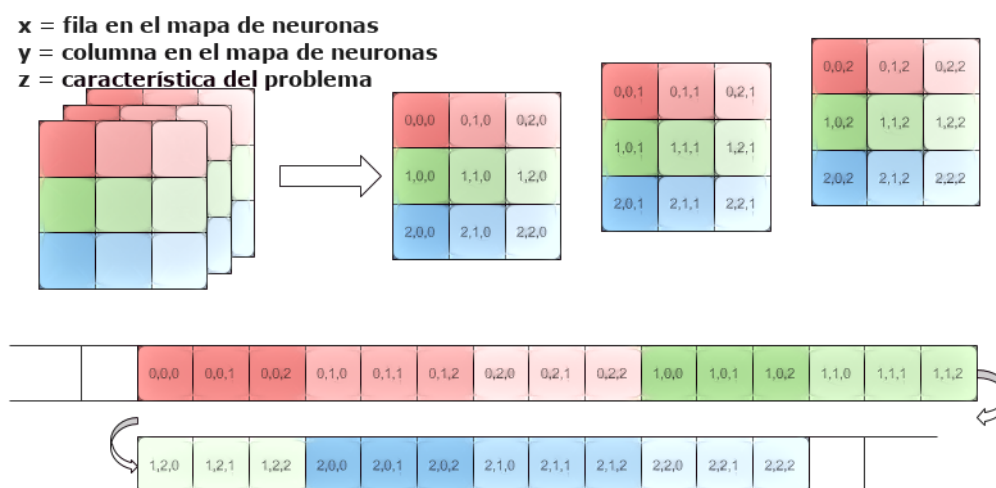 x = fila en el mapa de neuronas
y = columna en el mapa de neuronas
z = característica del problema
0,0,0 0,1,0 0,2,0
1,0,0 1,1,0 1,2,0
2,0,0 2,1,0 2,2,0
0,0,1 0,1,1 0,2,1
1,0,1 1,1,1 1,2,1
2,0,1 2,1,1 2,2,1
0,0,2 0,1,2 0,2,2
1,0,2 1,1,2 1,2,2
2,0,2 2,1,2 2,2,2
0,0,0 0,0,1 0,0,2 0,1,0 0,1,1 0,1,2 0,2,0 0,2,1 0,2,2 1,0,0 1,0,1 1,0,2 1,1,0 1,1,1 1,1,2
1,2,0 1,2,1 1,2,2 2,0,0 2,0,1 2,0,2 2,1,0 2,1,1 2,1,2 2,2,0 2,2,1 2,2,2